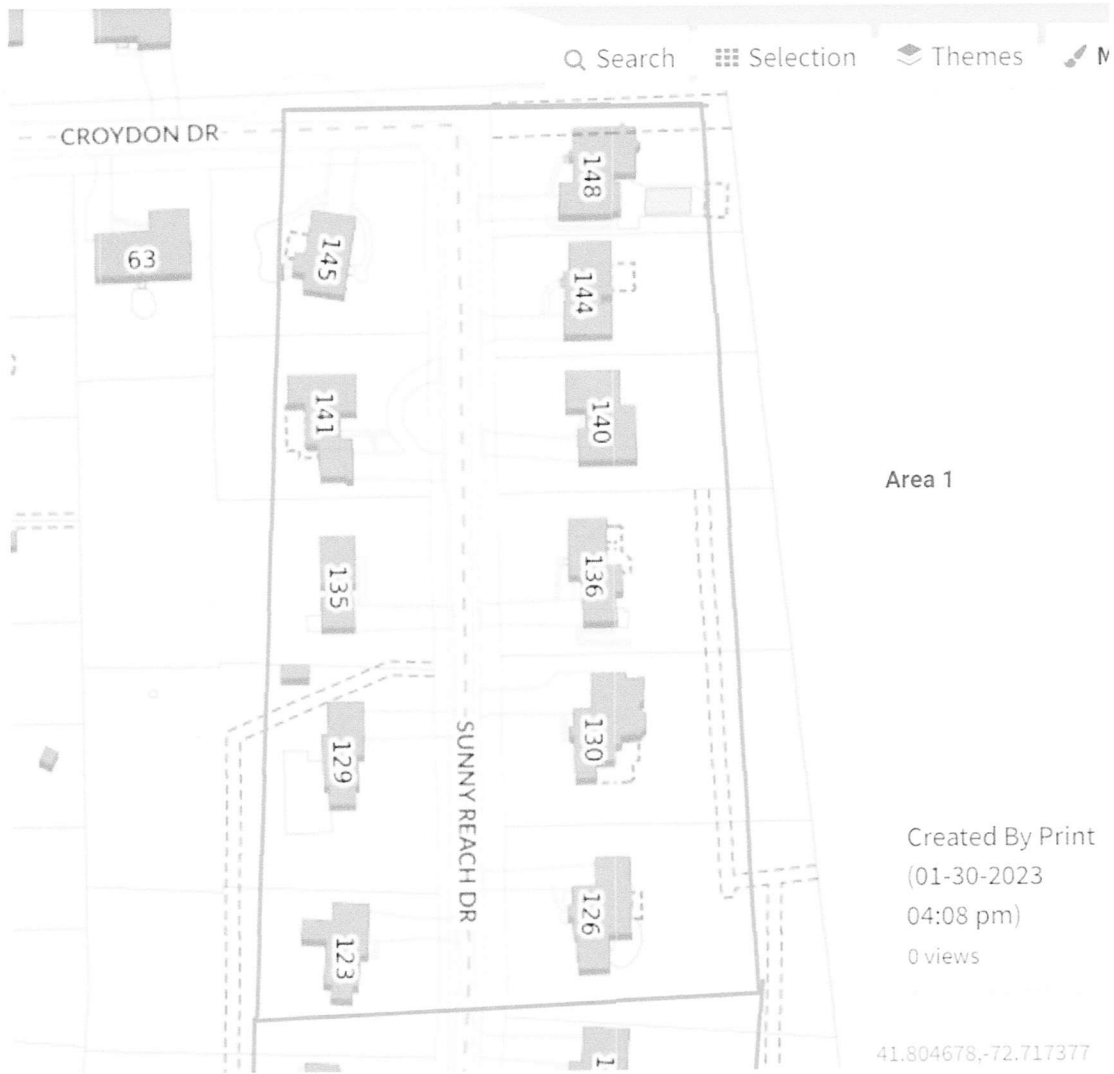 Search Selection Themes
CROYDON DR
148
145
63
144
141
140
Area 1
136
135
130
129
SUNNY REACH DR
Created By Print
(01-30-2023
04:08 pm)
0 views
126
123
41.804678,-72.717377